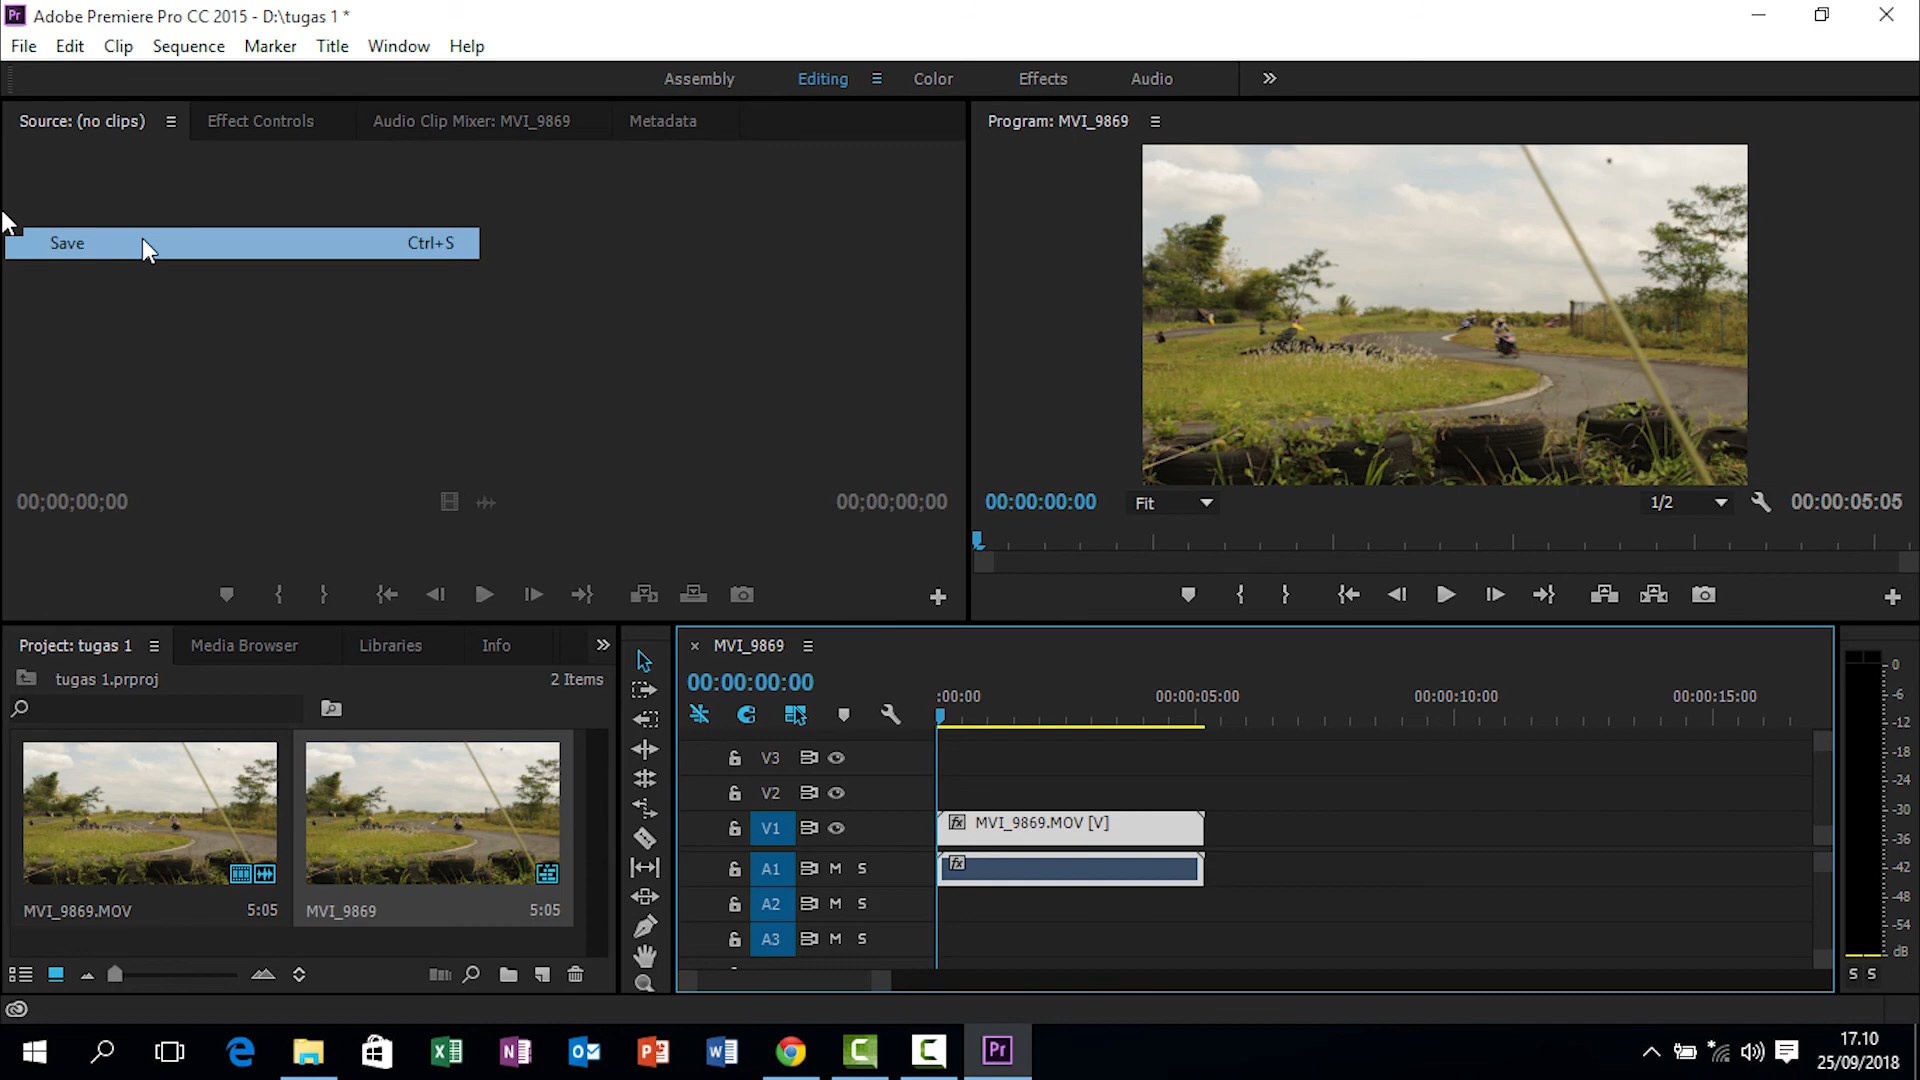 Pr Adobe Premiere Pro CC 2015 - D:\tugas 1 *
File Edit Clip Sequence Marker Title Window Help
Assembly Editing Color Effects Audio
Source: (no clips) Effect Controls Audio Clip Mixer: MVI_9869 Metadata
Program: MVI_9869
Save Ctrl+S
00;00;00;00 00;00;00;00
00:00:00:00 Fit 1/2 00:00:05:05
Project: tugas 1 Media Browser Libraries Info
tugas 1.prproj 2 Items
MVI_9869.MOV 5:05 MVI_9869 5:05
MVI_9869
00:00:00:00
:00:00 00:00:05:00 00:00:10:00 00:00:15:00
V3
V2
V1 fx MVI_9869.MOV [V]
A1 M S fx
A2 M S
A3 M S
0
-6
-12
-18
-24
-30
-36
-42
-48
-54
dB
S S
Pr
17.10
25/09/2018